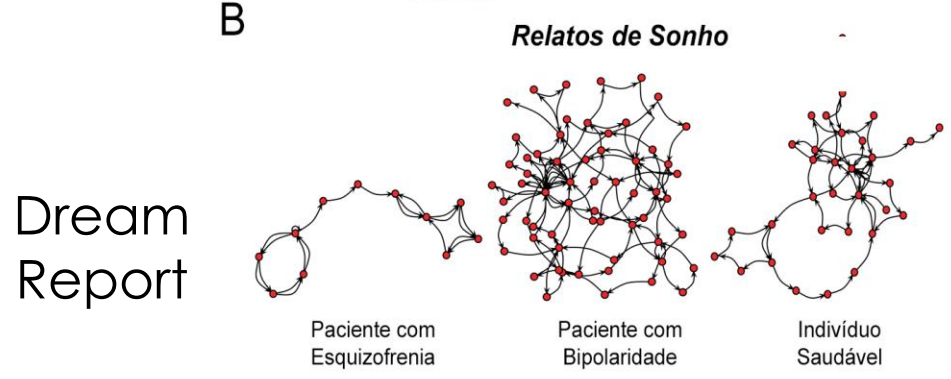 B
Relatos de Sonho
Dream
Report
Paciente com
Esquizofrenia
Paciente com
Bipolaridade
Indivíduo
Saudável